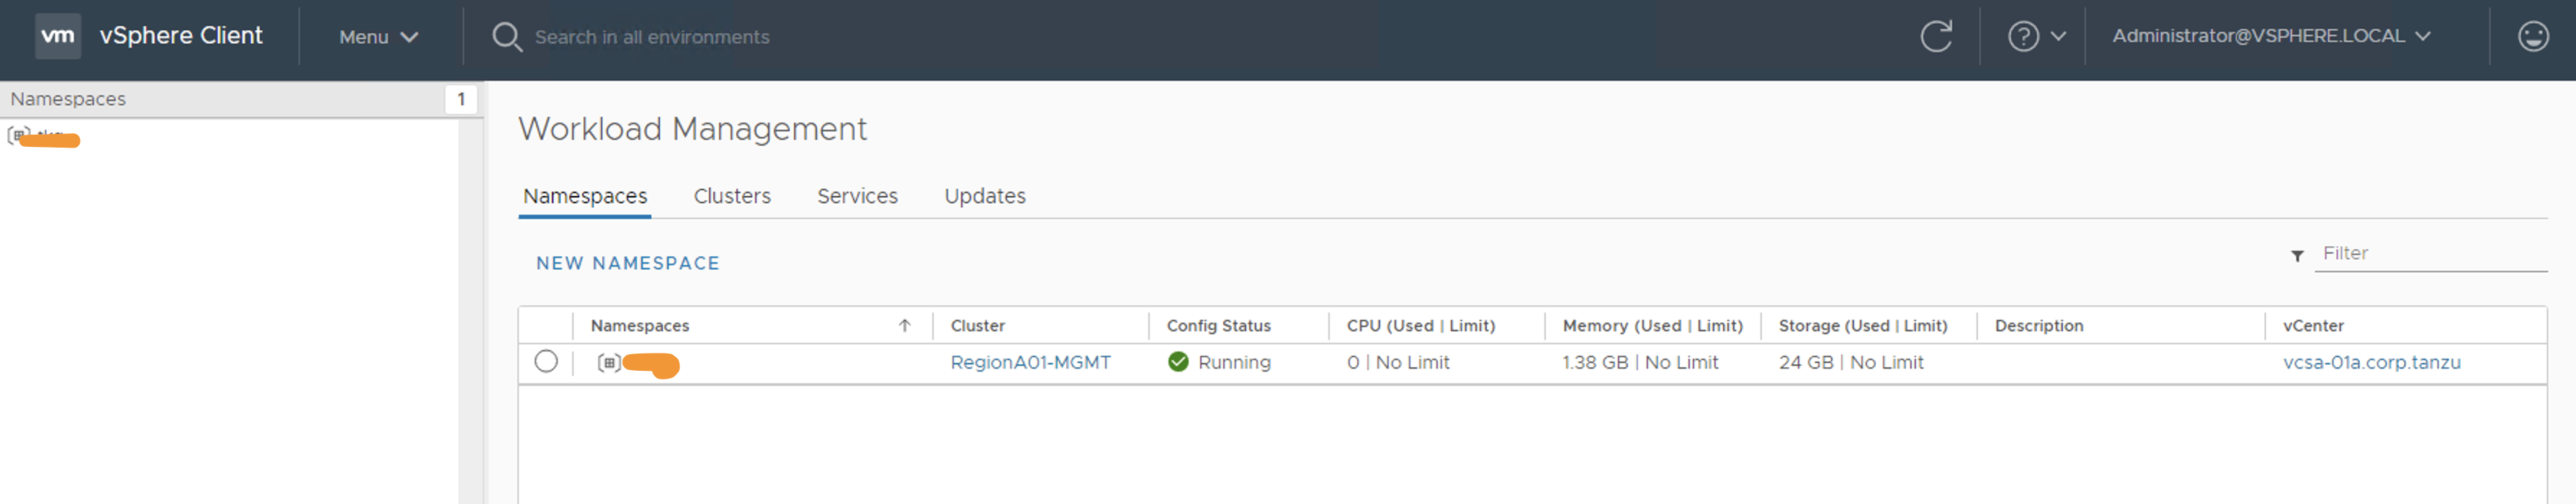 vm vSphere Client Menu Search in all environments Administrator@VSPHERE.LOCAL
Namespaces 1
Workload Management
Namespaces Clusters Services Updates
NEW NAMESPACE
Filter
Namespaces Cluster Config Status CPU (Used | Limit) Memory (Used | Limit) Storage (Used | Limit) Description vCenter
RegionA01-MGMT Running 0 | No Limit 1.38 GB | No Limit 24 GB | No Limit vcsa-01a.corp.tanzu